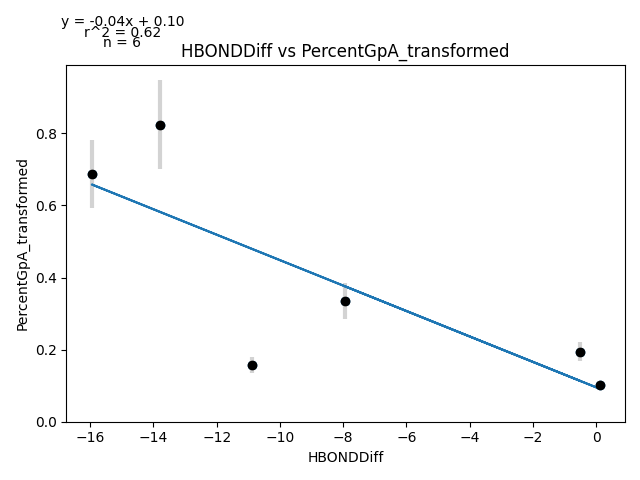 y = -0.04x + 0.10
r^2 = 0.62
n = 6
HBONDDiff vs PercentGpA_transformed
PercentGpA_transformed
0.8
0.6
0.4
0.2
0.0
−16
−14
−12
−10
−8
−6
−4
−2
0
HBONDDiff